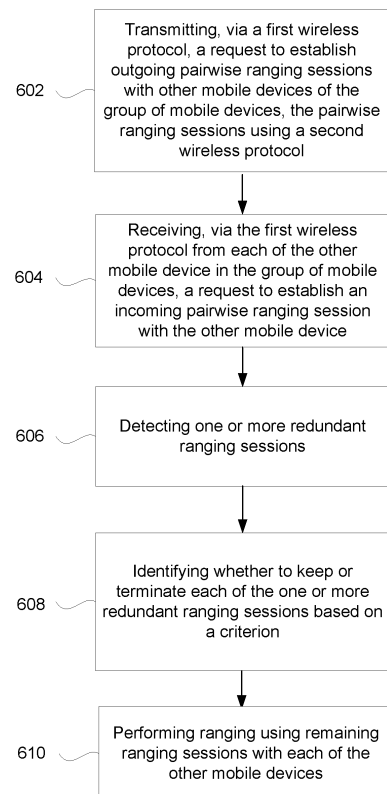 602
Transmitting, via a first wireless
protocol, a request to establish
outgoing pairwise ranging sessions
with other mobile devices of the
group of mobile devices, the pairwise
ranging sessions using a second
wireless protocol
604
Receiving, via the first wireless
protocol from each of the other
mobile device in the group of mobile
devices, a request to establish an
incoming pairwise ranging session
with the other mobile device
606
Detecting one or more redundant
ranging sessions
608
Identifying whether to keep or
terminate each of the one or more
redundant ranging sessions based on
a criterion
610
Performing ranging using remaining
ranging sessions with each of the
other mobile devices